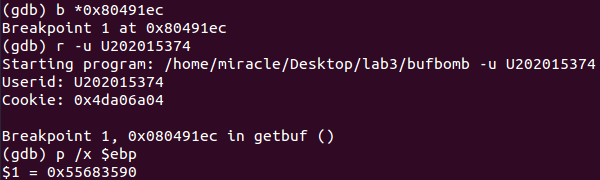 (gdb) b *0x80491ec
Breakpoint 1 at 0x80491ec
(gdb) r -u U202015374
Starting program: /home/miracle/Desktop/lab3/bufbomb -u U202015374
Userid: U202015374
Cookie: 0x4da06a04
Breakpoint 1, 0x080491ec in getbuf ()
(gdb) p /x $ebp
$1 = 0x55683590